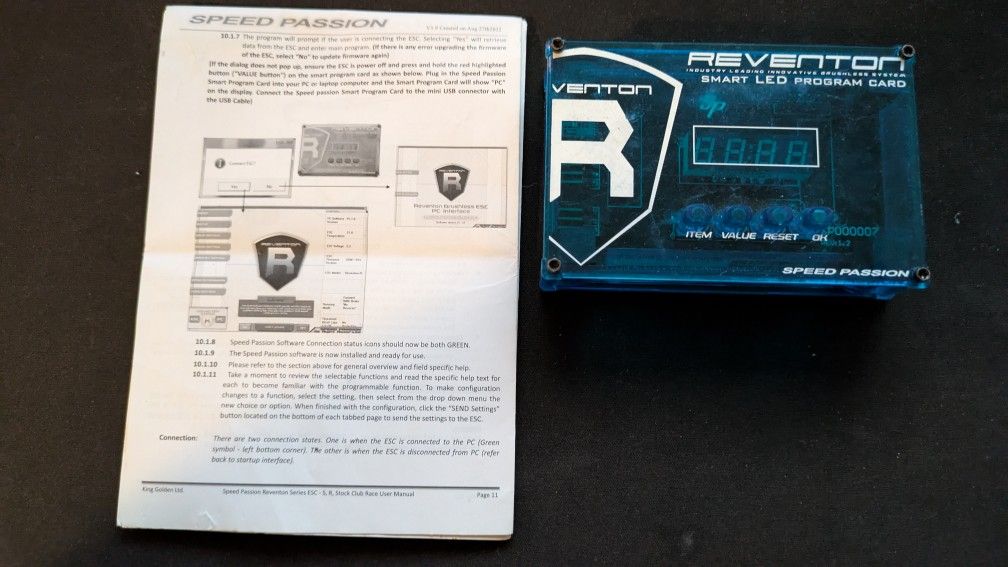 SPEED PASSION
10.1.7 The program will prompt if the user is connecting the ESC. Selecting "Yes" will retrieve
data from the ESC and enter main program. (If there is any error upgrading the firmware
of the ESC, select "No" to update firmware again)
(If the dialog does not pop up, ensure the ESC is power off and press and hold the red highlighted
button ("VALUE button") on the smart program card as shown below. Plug in the Speed Passion
Smart Program Card into your PC or laptop computer and the Smart Program Card will show "PC"
on the display. Connect the Speed passion Smart Program Card to the mini USB connector with
the USB Cable)
Connect ESC?
Yes No
R
REVENTON
Reventon Brushless ESC
PC Interface
REVENTON
R
10.1.8 Speed Passion Software Connection status icons should now be both GREEN.
10.1.9 The Speed Passion software is now installed and ready for use.
10.1.10 Please refer to the section above for general overview and field specific help.
10.1.11 Take a moment to review the selectable functions and read the specific help text for
each to become familiar with the programmable function. To make configuration
changes to a function, select the setting, then select from the drop down menu the
new choice or option. When finished with the configuration, click the "SEND Settings"
button located on the bottom of each tabbed page to send the settings to the ESC.
Connection: There are two connection states. One is when the ESC is connected to the PC (Green
symbol - left bottom corner). The other is when the ESC is disconnected from PC (refer
back to startup interface).
King Golden Ltd. Speed Passion Reventon Series ESC - S, R, Stock Club Race User Manual Page 11
REVENTON
INDUSTRY LEADING INNOVATIVE BRUSHLESS SYSTEM
SMART LED PROGRAM CARD
VENTON
R
sp
ITEM VALUE RESET OK
0000007
SPEED PASSION